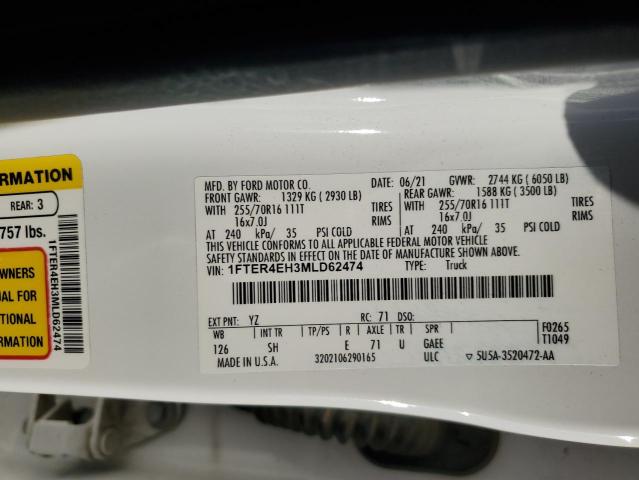 RMATION
REAR: 3
757 lbs.
WNERS
UAL FOR
TIONAL
ATION
1FTER4EH3MLD62474
MFD. BY FORD MOTOR CO.
DATE: 06/21 GVWR: 2744 KG ( 6050 LB)
FRONT GAWR: 1329 KG ( 2930 LB) REAR GAWR: 1588 KG ( 3500 LB)
WITH 255/70R16 111T TIRES WITH 255/70R16 111T TIRES
16x7.0J RIMS 16x7.0J RIMS
AT 240 kPa/ 35 PSI COLD AT 240 kPa/ 35 PSI COLD
THIS VEHICLE CONFORMS TO ALL APPLICABLE FEDERAL MOTOR VEHICLE
SAFETY STANDARDS IN EFFECT ON THE DATE OF MANUFACTURE SHOWN ABOVE.
VIN: 1FTER4EH3MLD62474 TYPE: Truck
EXT PNT: YZ RC: 71 DSO:
WB INT TR TP/PS R AXLE TR SPR F0265
126 SH E 71 U GAEE T1049
MADE IN U.S.A. 3202106290165 ULC ▽ 5U5A-3520472-AA